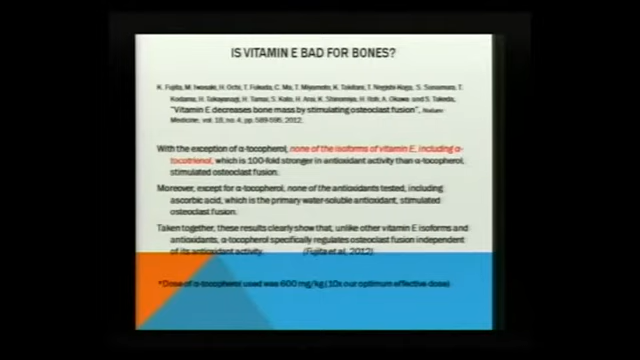 IS VITAMIN E BAD FOR BONES?
K. Fujita, M. Iwasaki, H. Ochi, T. Fukuda, C. Ma, T. Miyamoto, K. Takitani, T. Negishi-Koga, S. Sunamura, T.
Kodama, H. Takayanagi, H. Tamai, S. Kato, H. Arai, K. Shinomiya, H. Itoh, A. Okawa and S. Takeda,
"Vitamin E decreases bone mass by stimulating osteoclast fusion", Nature
Medicine, vol. 18, no. 4, pp. 589-595, 2012.
With the exception of α-tocopherol, none of the isoforms of vitamin E, including α-
tocotrienol, which is 100-fold stronger in antioxidant activity than α-tocopherol,
stimulated osteoclast fusion.
Moreover, except for α-tocopherol, none of the antioxidants tested, including
ascorbic acid, which is the primary water-soluble antioxidant, stimulated
osteoclast fusion.
Taken together, these results clearly show that, unlike other vitamin E isoforms and
antioxidants, α-tocopherol specifically regulates osteoclast fusion independent
of its antioxidant activity. (Fujita et al, 2012)
*Dose of α-tocopherol used was 600 mg/kg (10x our optimum effective dose)